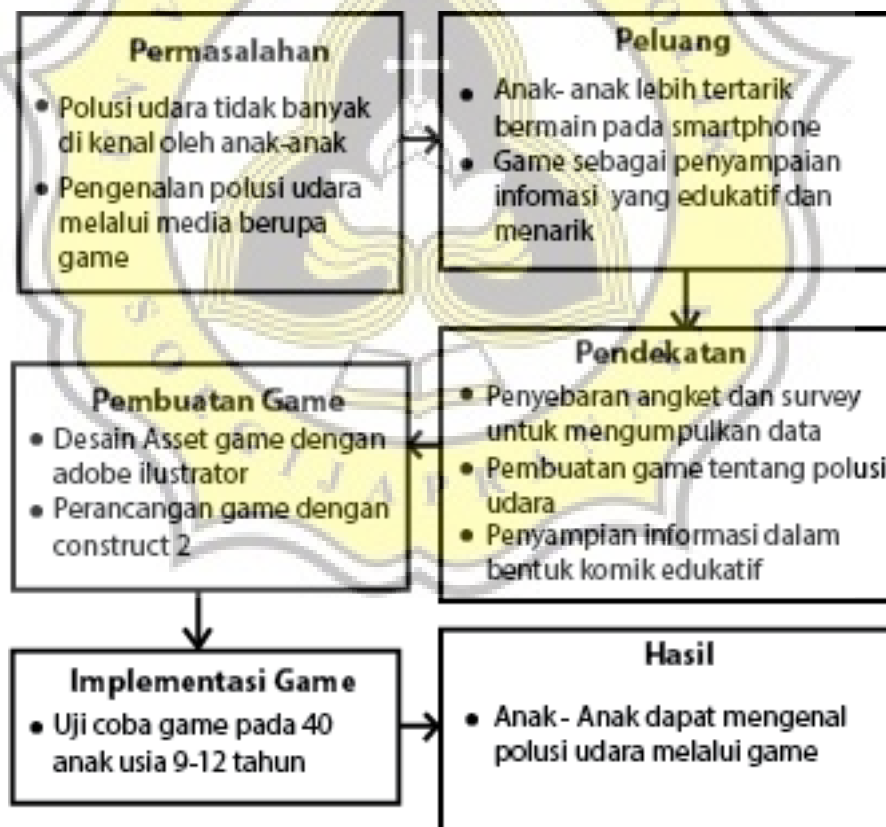 Permasalahan
• Polusi udara tidak banyak
di kenal oleh anak-anak
• Pengenalan polusi udara
melalui media berupa
game
Peluang
• Anak- anak lebih tertarik
bermain pada smartphone
• Game sebagai penyampaian
infomasi yang edukatif dan
menarik
Pendekatan
• Penyebaran angket dan survey
untuk mengumpulkan data
• Pembuatan game tentang polusi
udara
• Penyampian informasi dalam
bentuk komik edukatif
Pembuatan Game
• Desain Asset game dengan
adobe ilustrator
• Perancangan game dengan
construct 2
Implementasi Game
• Uji coba game pada 40
anak usia 9-12 tahun
Hasil
• Anak - Anak dapat mengenal
polusi udara melalui game